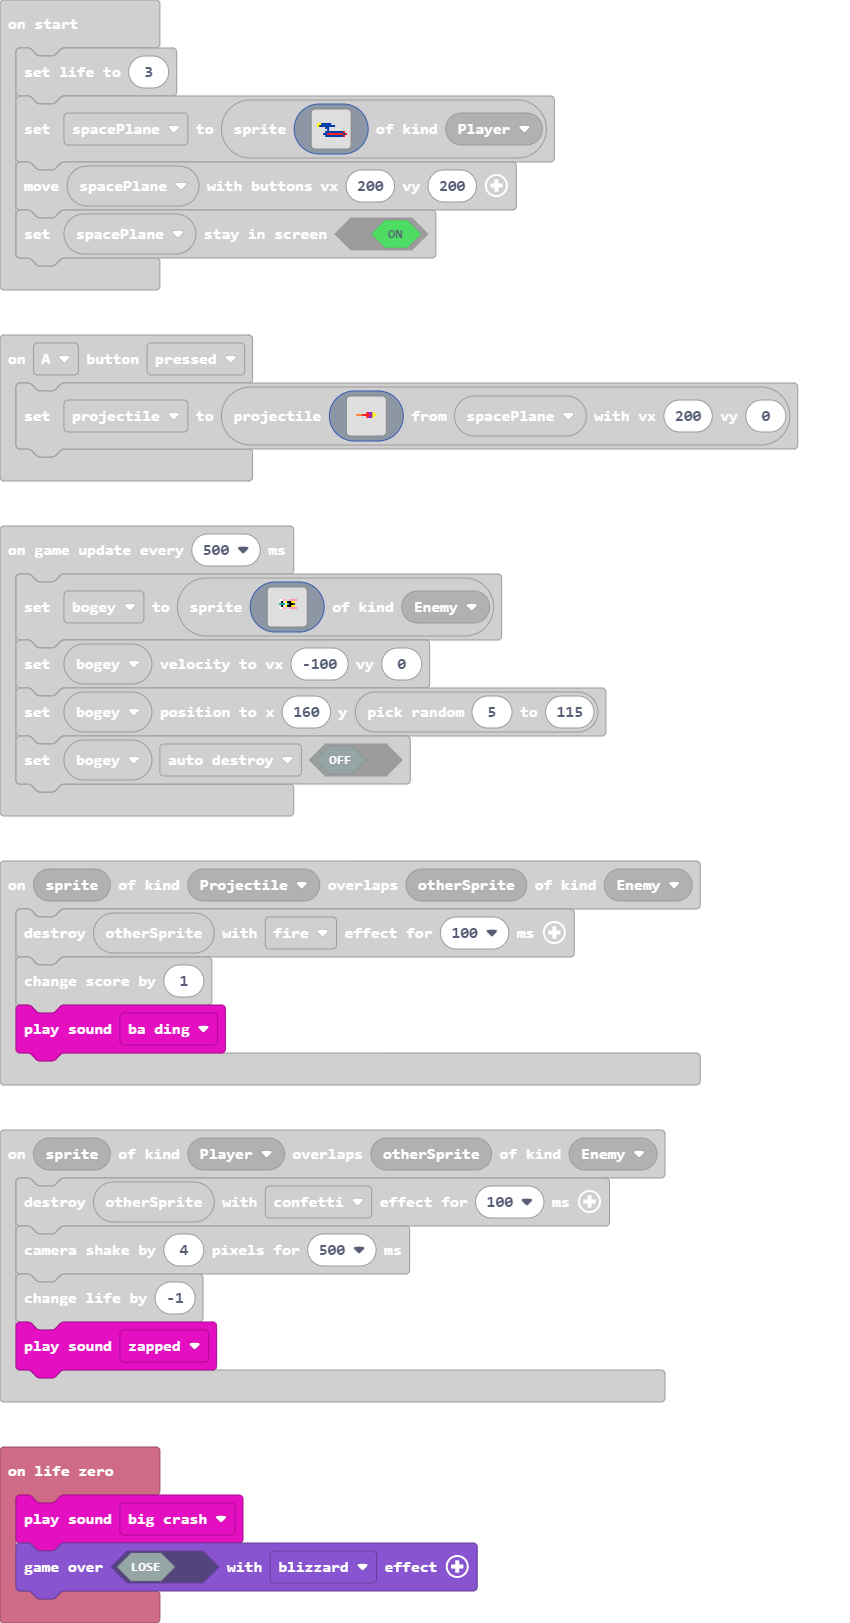 on start
set life to 3
set spacePlane to sprite of kind Player
move spacePlane with buttons vx 200 vy 200
set spacePlane stay in screen ON
on A button pressed
set projectile to projectile from spacePlane with vx 200 vy 0
on game update every 500 ms
set bogey to sprite of kind Enemy
set bogey velocity to vx -100 vy 0
set bogey position to x 160 y pick random 5 to 115
set bogey auto destroy OFF
on sprite of kind Projectile overlaps otherSprite of kind Enemy
destroy otherSprite with fire effect for 100 ms
change score by 1
play sound ba ding
on sprite of kind Player overlaps otherSprite of kind Enemy
destroy otherSprite with confetti effect for 100 ms
camera shake by 4 pixels for 500 ms
change life by -1
play sound zapped
on life zero
play sound big crash
game over LOSE with blizzard effect